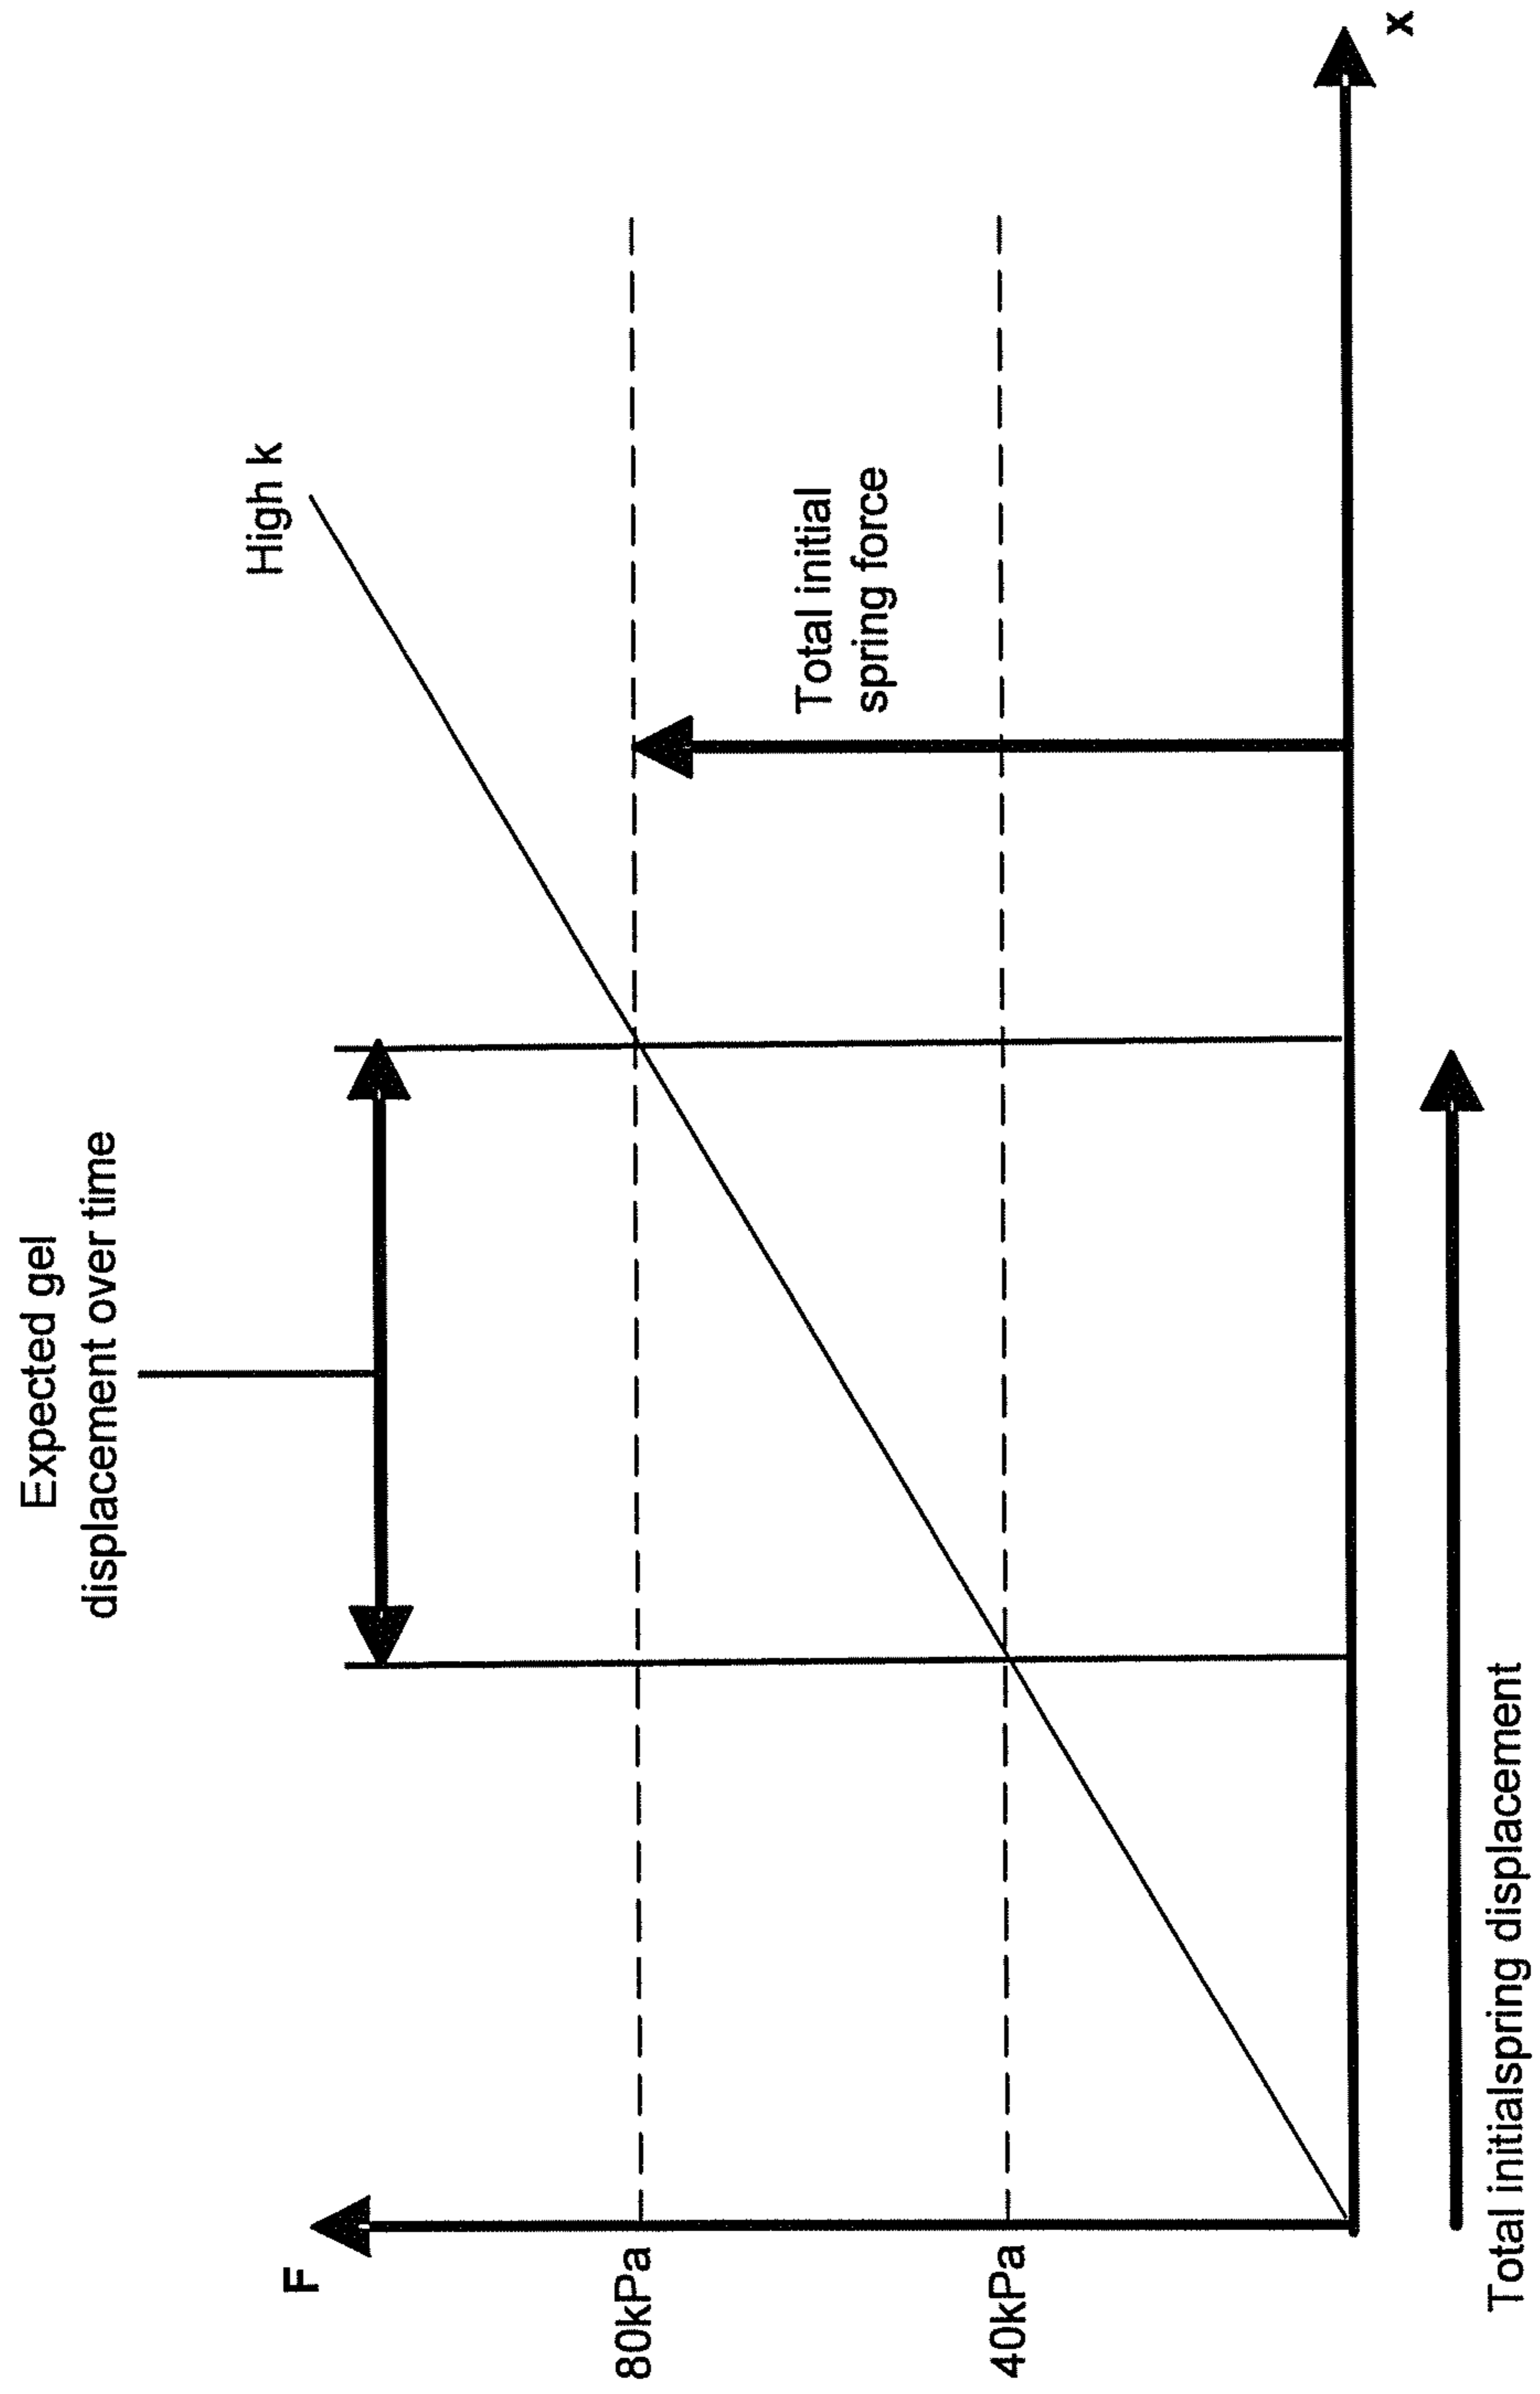 Expected gel
displacement over time
F
High k
80kPa
Total initial
spring force
40kPa
x
Total initialspring displacement